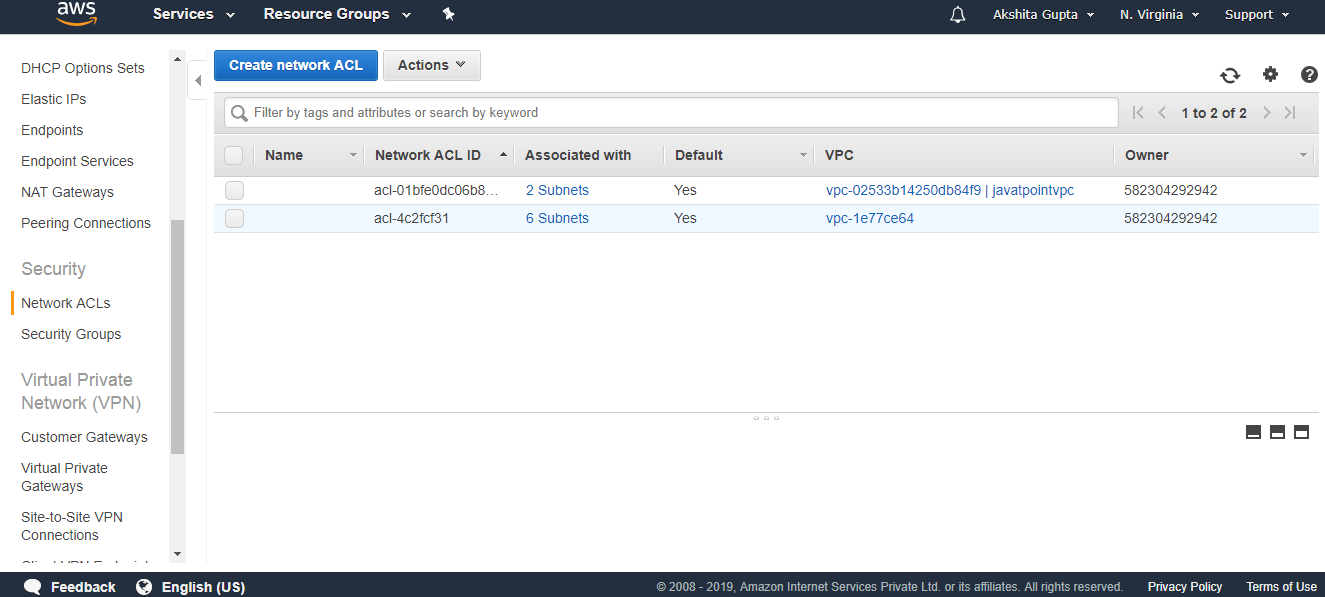 aws Services Resource Groups Akshita Gupta N. Virginia Support
DHCP Options Sets
Elastic IPs
Endpoints
Endpoint Services
NAT Gateways
Peering Connections
Security
Network ACLs
Security Groups
Virtual Private
Network (VPN)
Customer Gateways
Virtual Private
Gateways
Site-to-Site VPN
Connections
Create network ACL Actions
Filter by tags and attributes or search by keyword 1 to 2 of 2
Name Network ACL ID Associated with Default VPC Owner
acl-01bfe0dc06b8... 2 Subnets Yes vpc-02533b14250db84f9 | javatpointvpc 582304292942
acl-4c2fcf31 6 Subnets Yes vpc-1e77ce64 582304292942
Feedback English (US) © 2008 - 2019, Amazon Internet Services Private Ltd. or its affiliates. All rights reserved. Privacy Policy Terms of Use